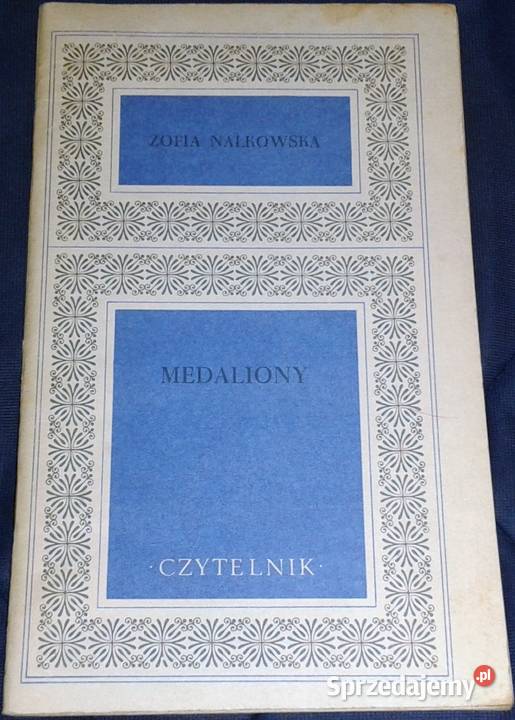 ZOFIA NAŁKOWSKA
MEDALIONY
· CZYTELNIK ·
Sprzedajemy.pl